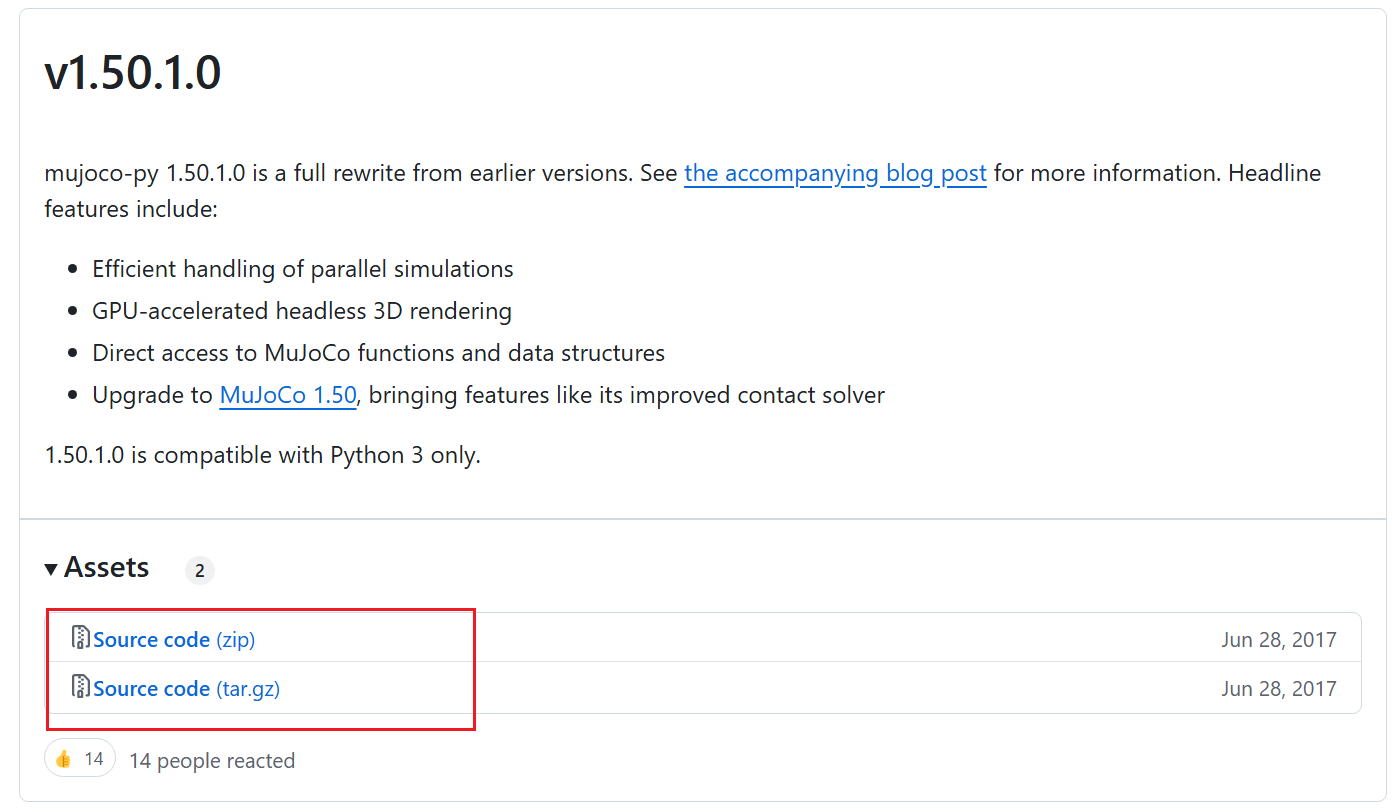 v1.50.1.0
mujoco-py 1.50.1.0 is a full rewrite from earlier versions. See the accompanying blog post for more information. Headline
features include:
Efficient handling of parallel simulations
GPU-accelerated headless 3D rendering
Direct access to MuJoCo functions and data structures
Upgrade to MuJoCo 1.50, bringing features like its improved contact solver
1.50.1.0 is compatible with Python 3 only.
Assets 2
Source code (zip) Jun 28, 2017
Source code (tar.gz) Jun 28, 2017
14 14 people reacted